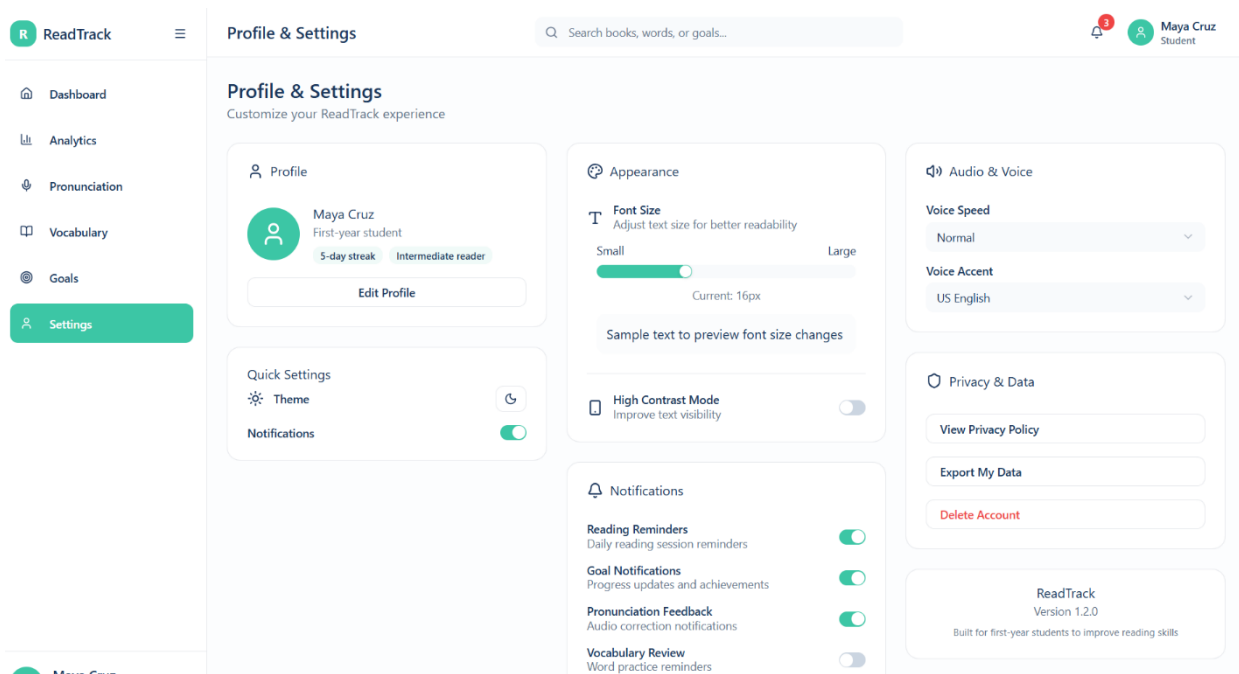 R ReadTrack
Profile & Settings
Search books, words, or goals...
3
Maya Cruz
Student
Dashboard
Analytics
Pronunciation
Vocabulary
Goals
Settings
Profile & Settings
Customize your ReadTrack experience
Profile
Maya Cruz
First-year student
5-day streak Intermediate reader
Edit Profile
Quick Settings
Theme
Notifications
Appearance
Font Size
Adjust text size for better readability
Small Large
Current: 16px
Sample text to preview font size changes
High Contrast Mode
Improve text visibility
Notifications
Reading Reminders
Daily reading session reminders
Goal Notifications
Progress updates and achievements
Pronunciation Feedback
Audio correction notifications
Vocabulary Review
Word practice reminders
Audio & Voice
Voice Speed
Normal
Voice Accent
US English
Privacy & Data
View Privacy Policy
Export My Data
Delete Account
ReadTrack
Version 1.2.0
Built for first-year students to improve reading skills
Maya Cruz